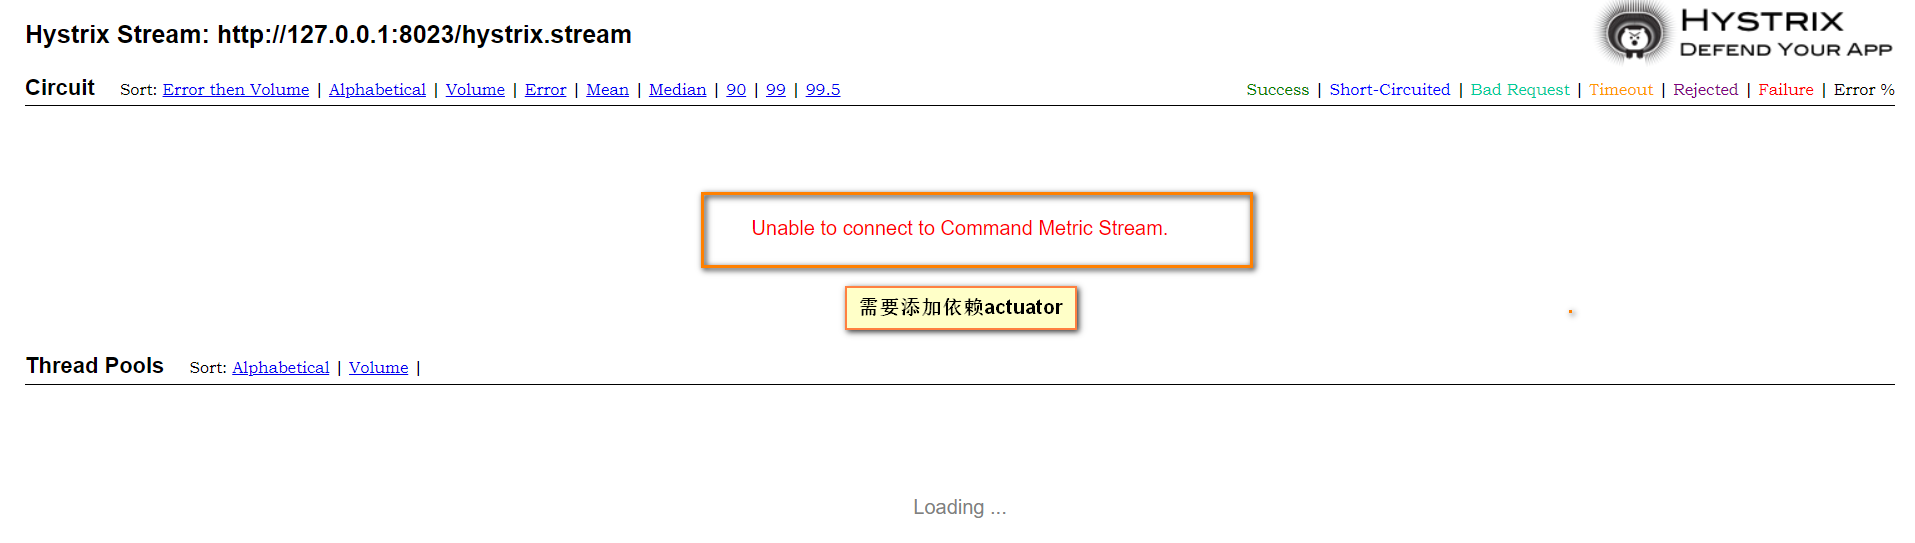 Hystrix Stream: http://127.0.0.1:8023/hystrix.stream
HYSTRIX
DEFEND YOUR APP
Circuit Sort: Error then Volume | Alphabetical | Volume | Error | Mean | Median | 90 | 99 | 99.5
Success | Short-Circuited | Bad Request | Timeout | Rejected | Failure | Error %
Unable to connect to Command Metric Stream.
需要添加依赖actuator
Thread Pools Sort: Alphabetical | Volume |
Loading ...